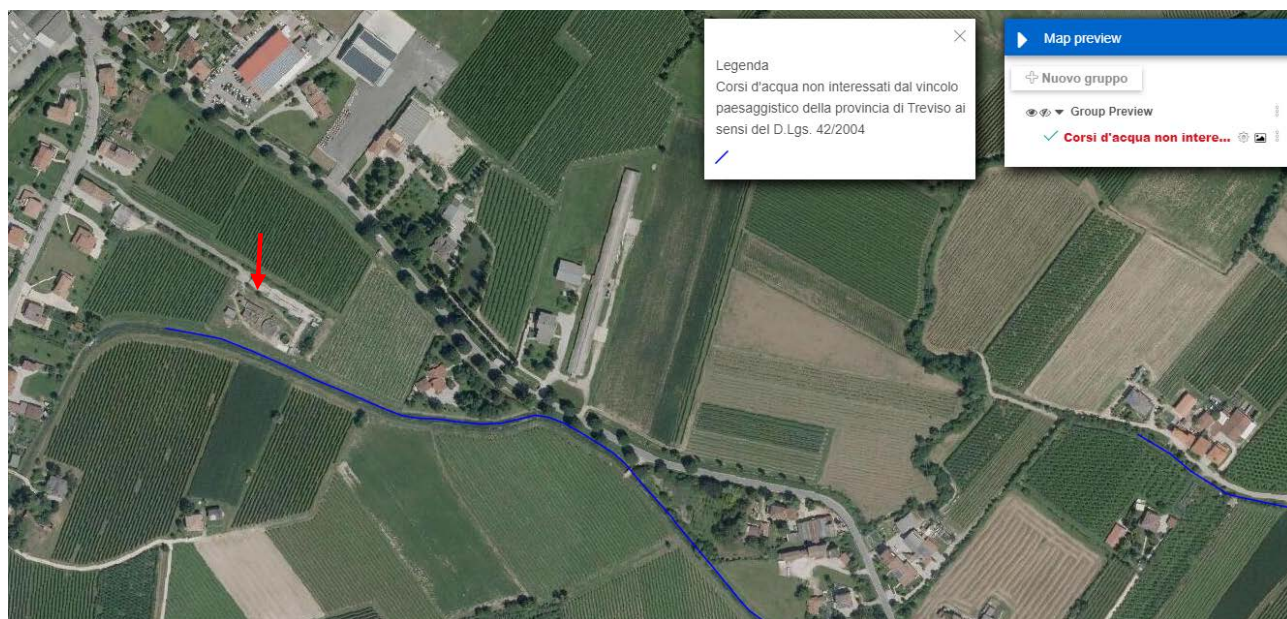 Legenda
Corsi d'acqua non interessati dal vincolo
paesaggistico della provincia di Treviso ai
sensi del D.Lgs. 42/2004
Map preview
Nuovo gruppo
Group Preview
Corsi d'acqua non intere...